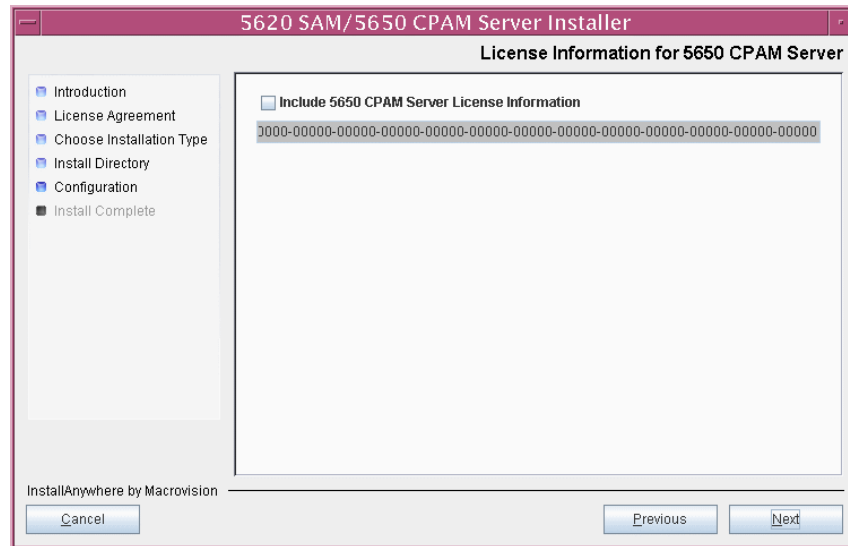 5620 SAM/5650 CPAM Server Installer
License Information for 5650 CPAM Server
Introduction
License Agreement
Choose Installation Type
Install Directory
Configuration
Install Complete
Include 5650 CPAM Server License Information
0000-00000-00000-00000-00000-00000-00000-00000-00000-00000-00000-00000-00000
InstallAnywhere by Macrovision
Cancel
Previous
Next